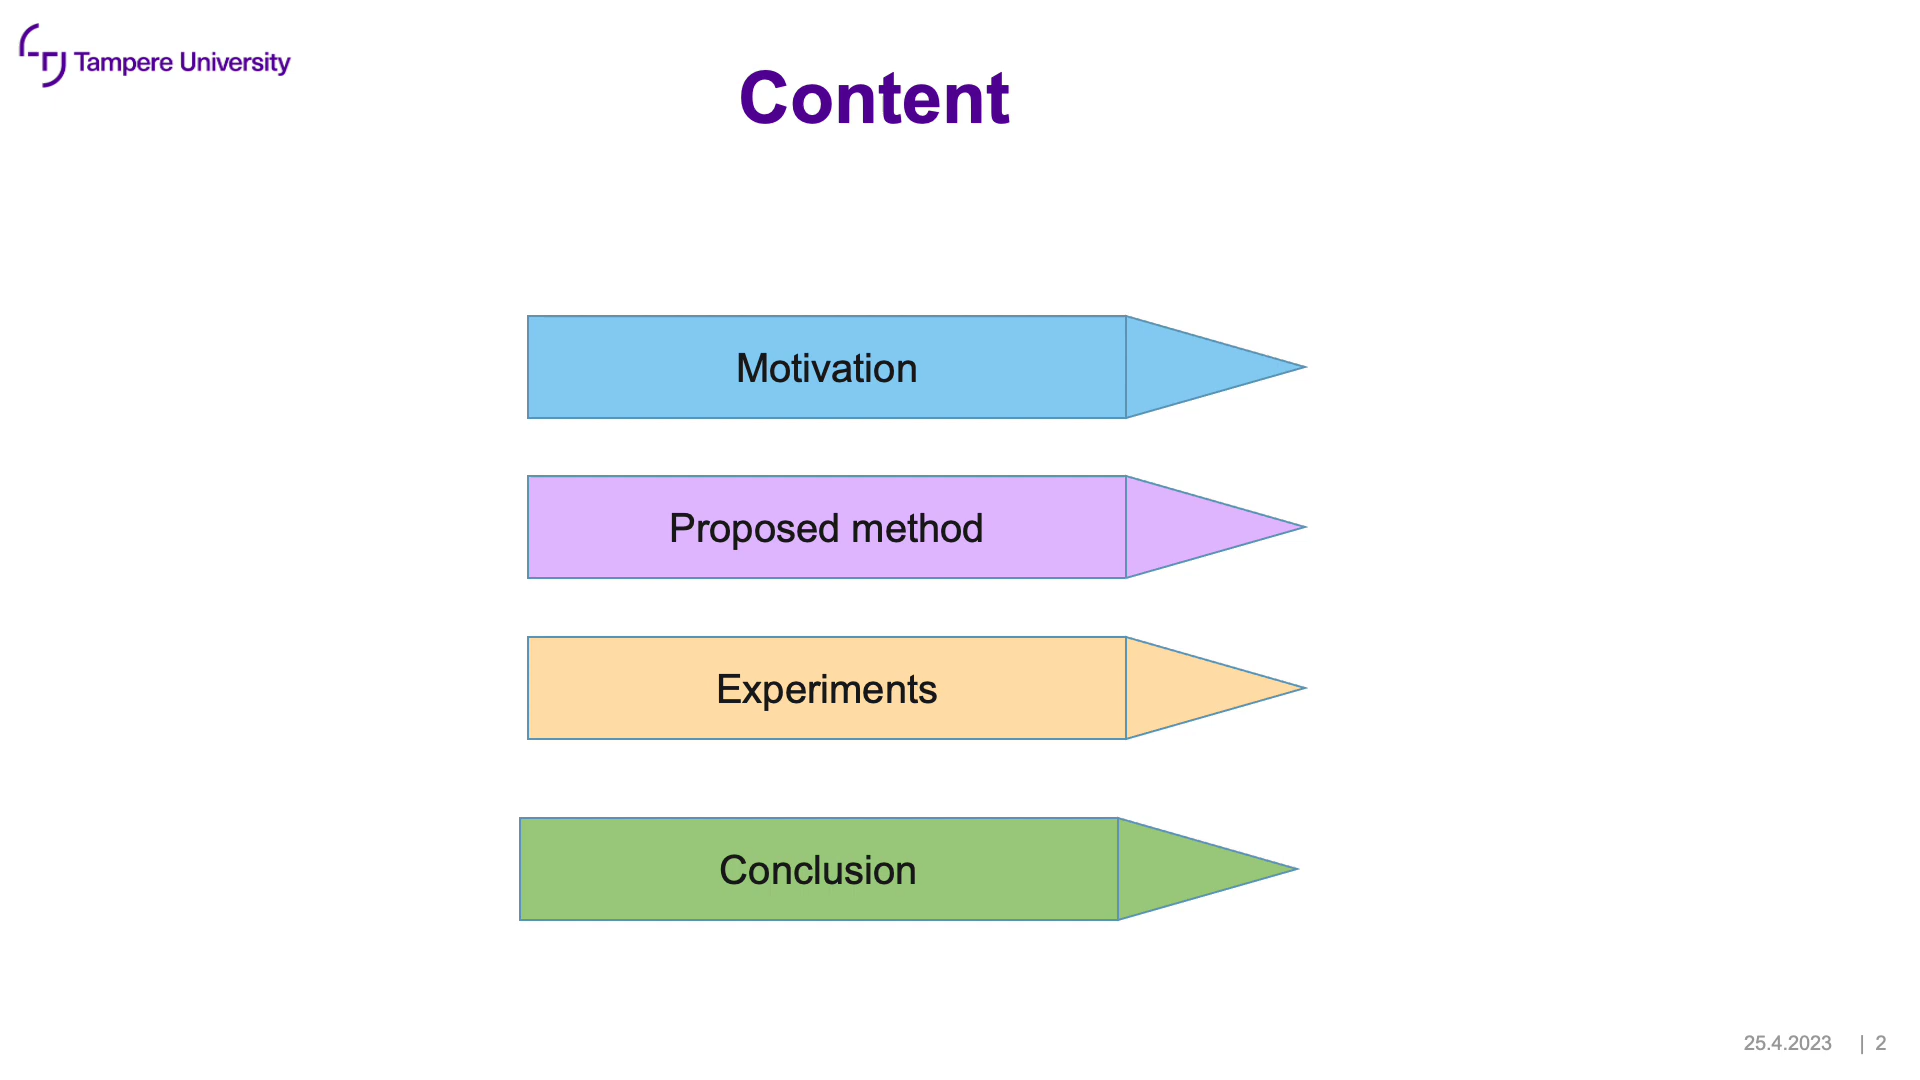 Tampere University
Content
Motivation
Proposed method
Experiments
Conclusion
25.4.2023 | 2